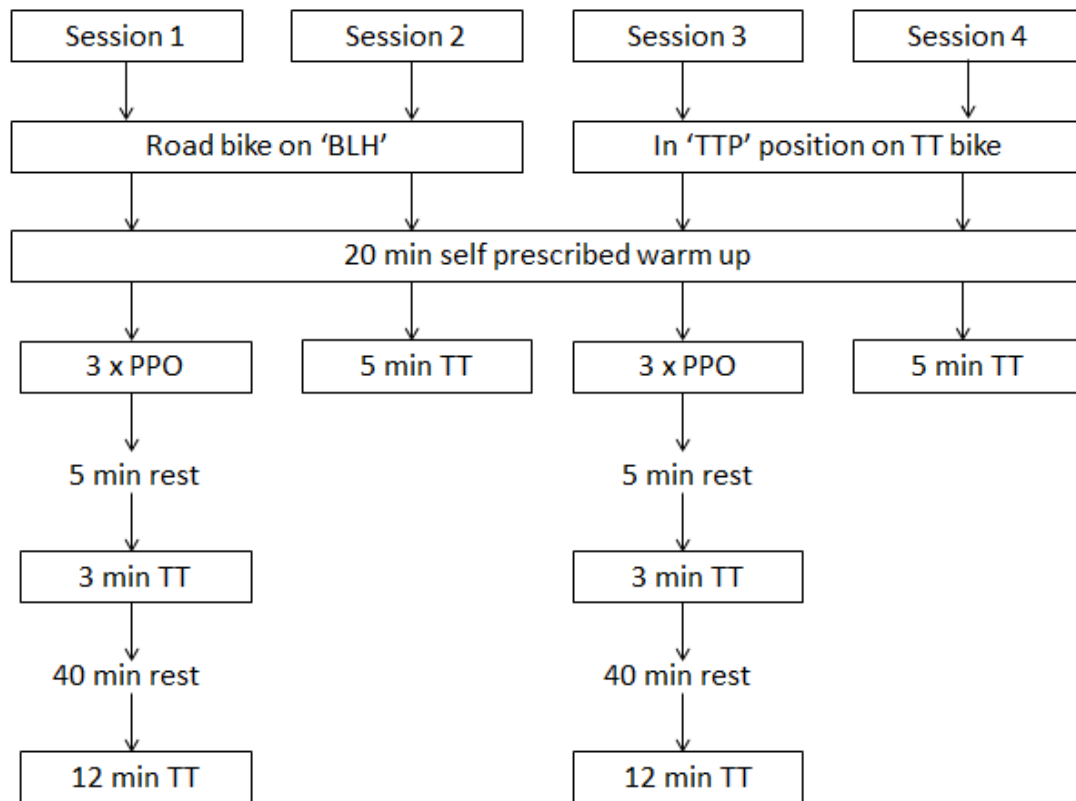 Session 1
Session 2
Session 3
Session 4
Road bike on ‘BLH’
In ‘TTP’ position on TT bike
20 min self prescribed warm up
3 x PPO
5 min TT
3 x PPO
5 min TT
5 min rest
5 min rest
3 min TT
3 min TT
40 min rest
40 min rest
12 min TT
12 min TT